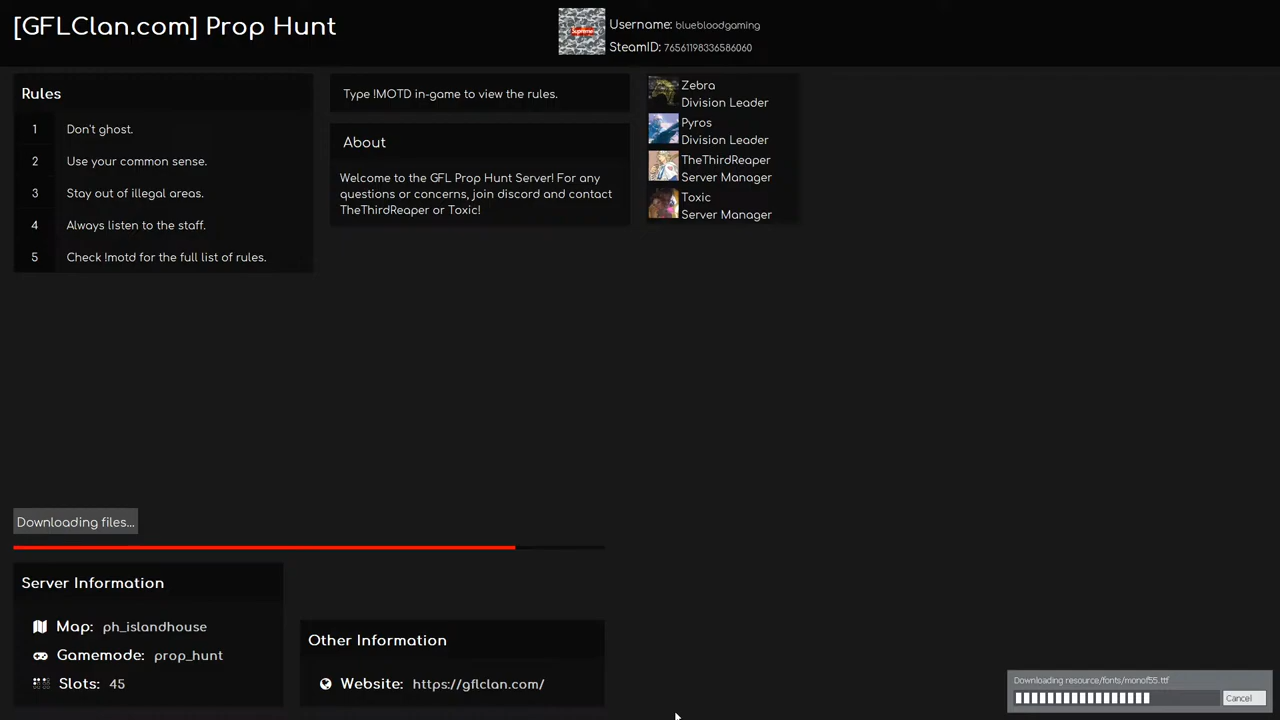 [GFLClan.com] Prop Hunt
Username: bluebloodgaming
SteamID: 76561198336586060
Supreme
Rules
1 Don't ghost.
2 Use your common sense.
3 Stay out of illegal areas.
4 Always listen to the staff.
5 Check !motd for the full list of rules.
Type !MOTD in-game to view the rules.
About
Welcome to the GFL Prop Hunt Server! For any
questions or concerns, join discord and contact
TheThirdReaper or Toxic!
Zebra
Division Leader
Pyros
Division Leader
TheThirdReaper
Server Manager
Toxic
Server Manager
Downloading files...
Server Information
Map: ph_islandhouse
Gamemode: prop_hunt
Slots: 45
Other Information
Website: https://gflclan.com/
Downloading resource/fonts/monof55.ttf
Cancel